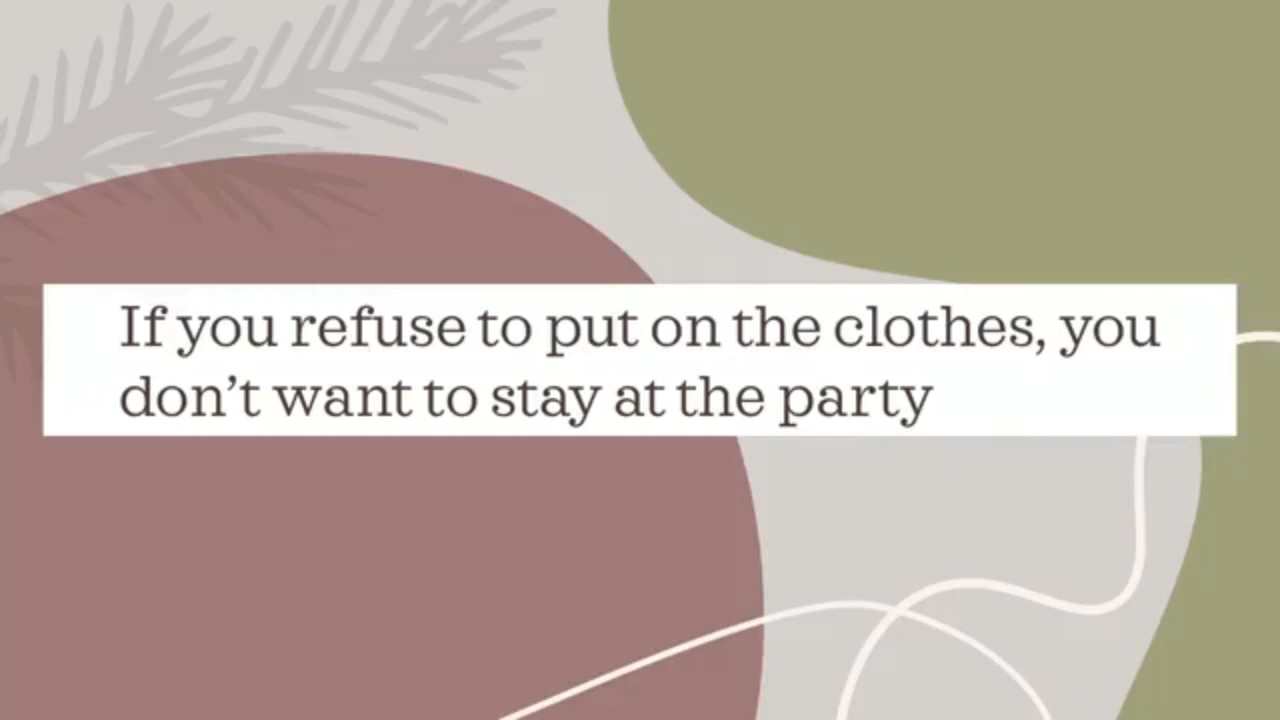 If you refuse to put on the clothes, you
don’t want to stay at the party